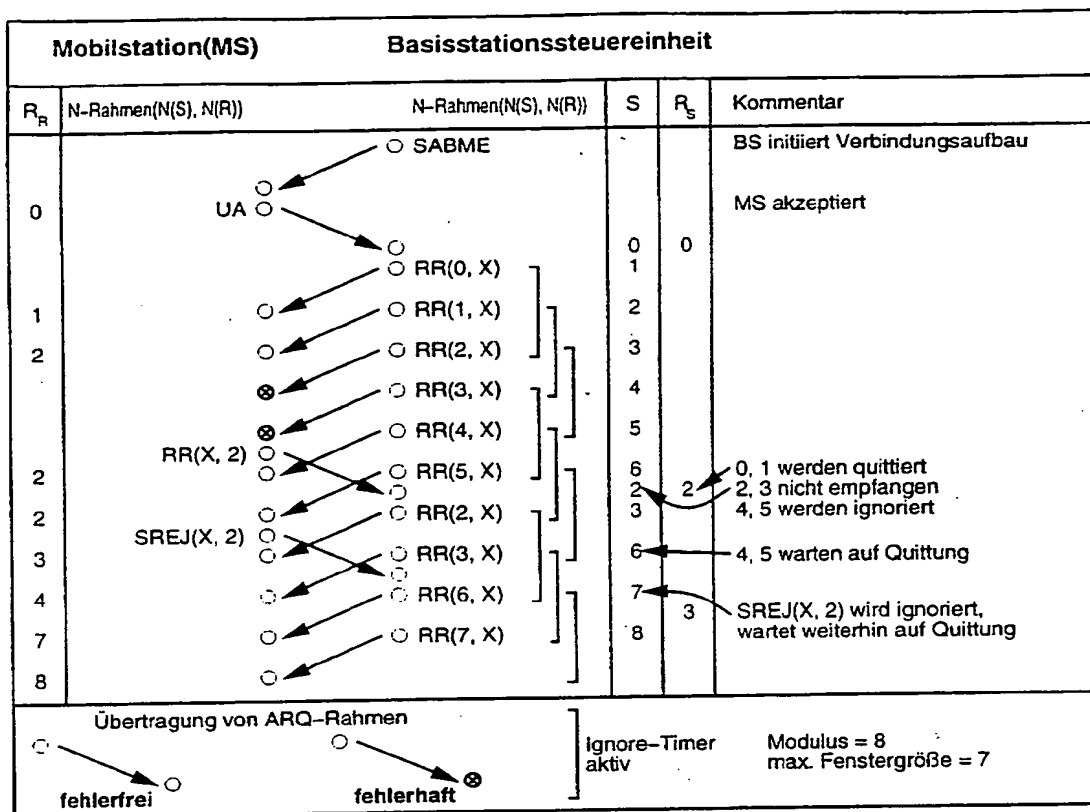 Mobilstation(MS) Basisstationssteuereinheit
R_R N-Rahmen(N(S), N(R)) N-Rahmen(N(S), N(R)) S R_S Kommentar
SABME BS initiiert Verbindungsaufbau
0 UA MS akzeptiert
0 0
RR(0, X) 1
1 RR(1, X) 2
2 RR(2, X) 3
RR(3, X) 4
RR(4, X) 5
RR(X, 2)
2 RR(5, X) 6 0, 1 werden quittiert
2 2 2, 3 nicht empfangen
2 RR(2, X) 3 4, 5 werden ignoriert
SREJ(X, 2)
3 RR(3, X) 6 4, 5 warten auf Quittung
4 RR(6, X) 7
3 SREJ(X, 2) wird ignoriert,
7 RR(7, X) 8 wartet weiterhin auf Quittung
8
Übertragung von ARQ-Rahmen
Ignore-Timer Modulus = 8
aktiv max. Fenstergröße = 7
fehlerfrei fehlerhaft